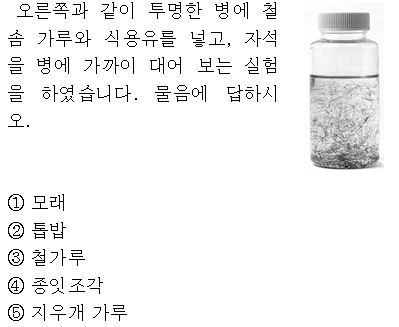 오른쪽과 같이 투명한 병에 철
솜 가루와 식용유를 넣고, 자석
을 병에 가까이 대어 보는 실험
을 하였습니다. 물음에 답하시
오.
① 모래
② 톱밥
③ 철가루
④ 종잇조각
⑤ 지우개 가루